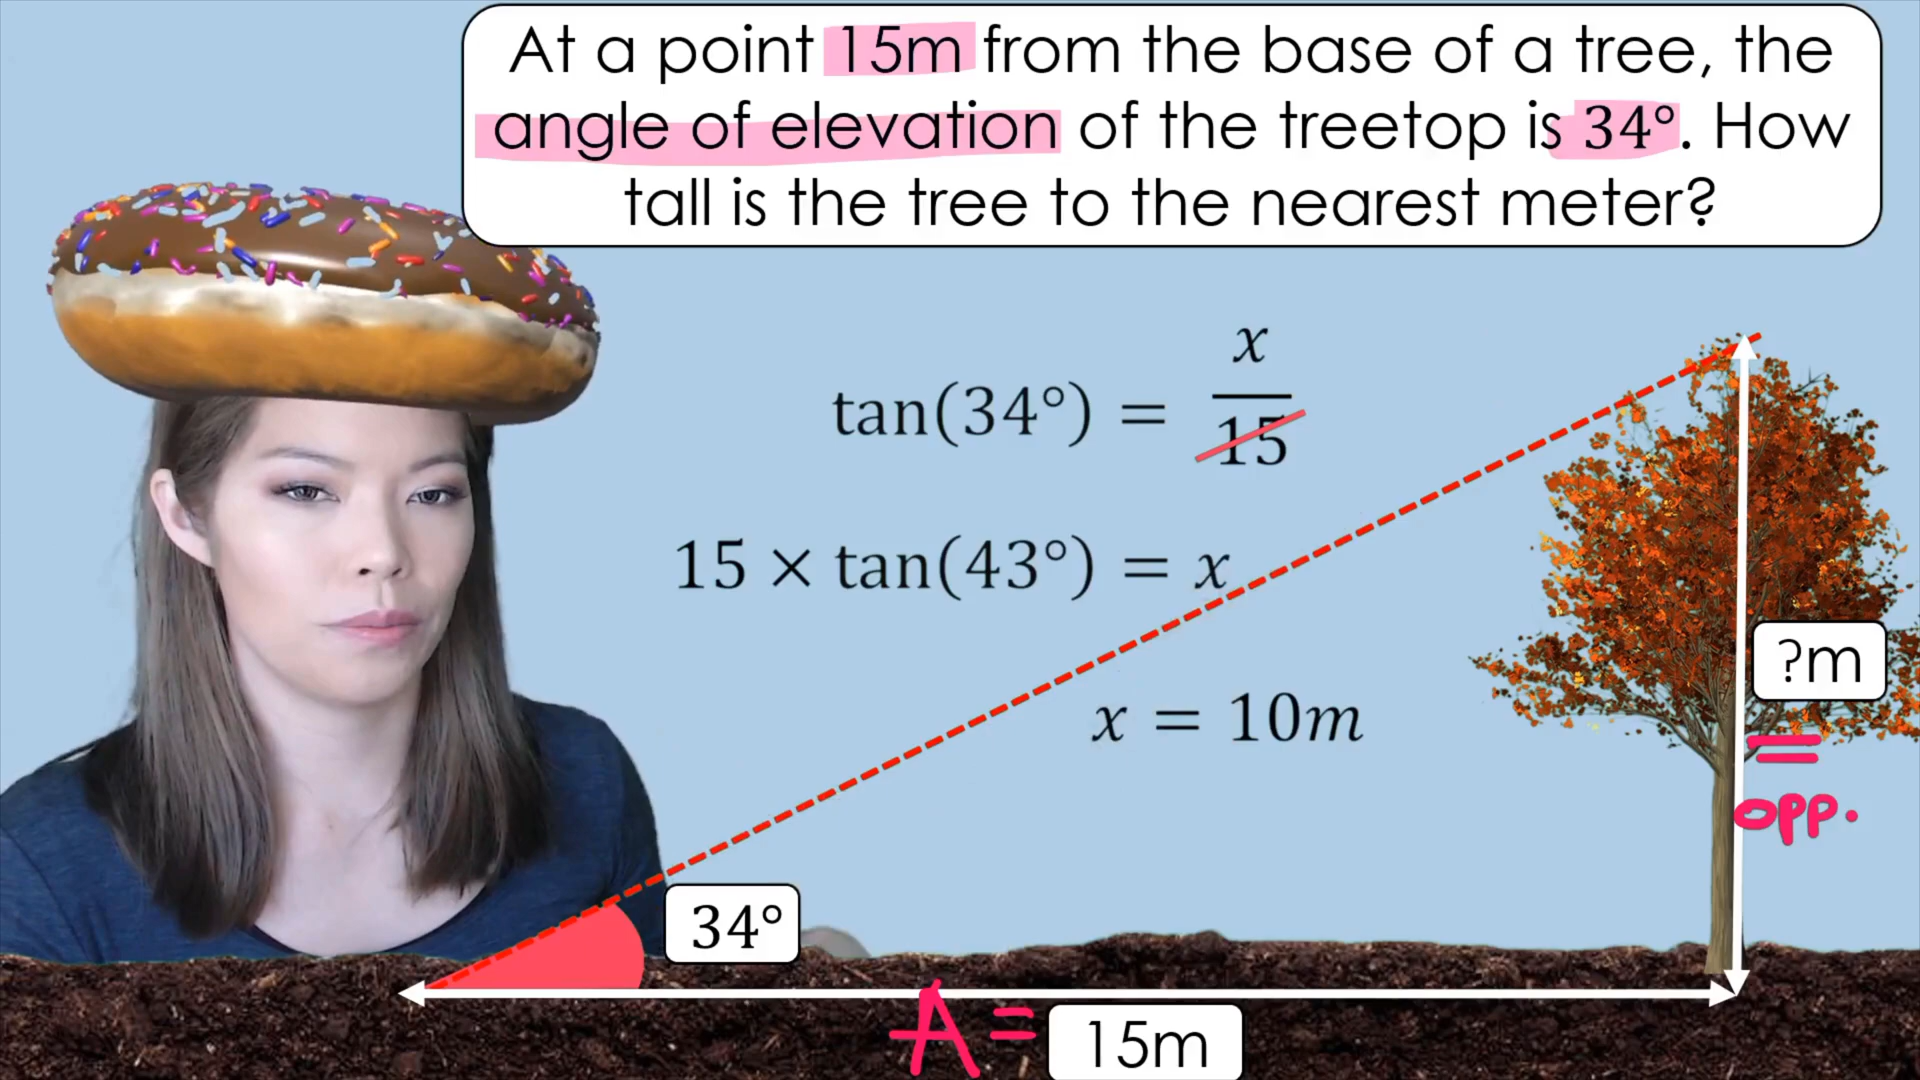 At a point 15m from the base of a tree, the
angle of elevation of the treetop is 34°. How
tall is the tree to the nearest meter?
tan(34°) = x/15
15 × tan(43°) = x
x = 10m
?m
=
opp.
34°
A = 15m